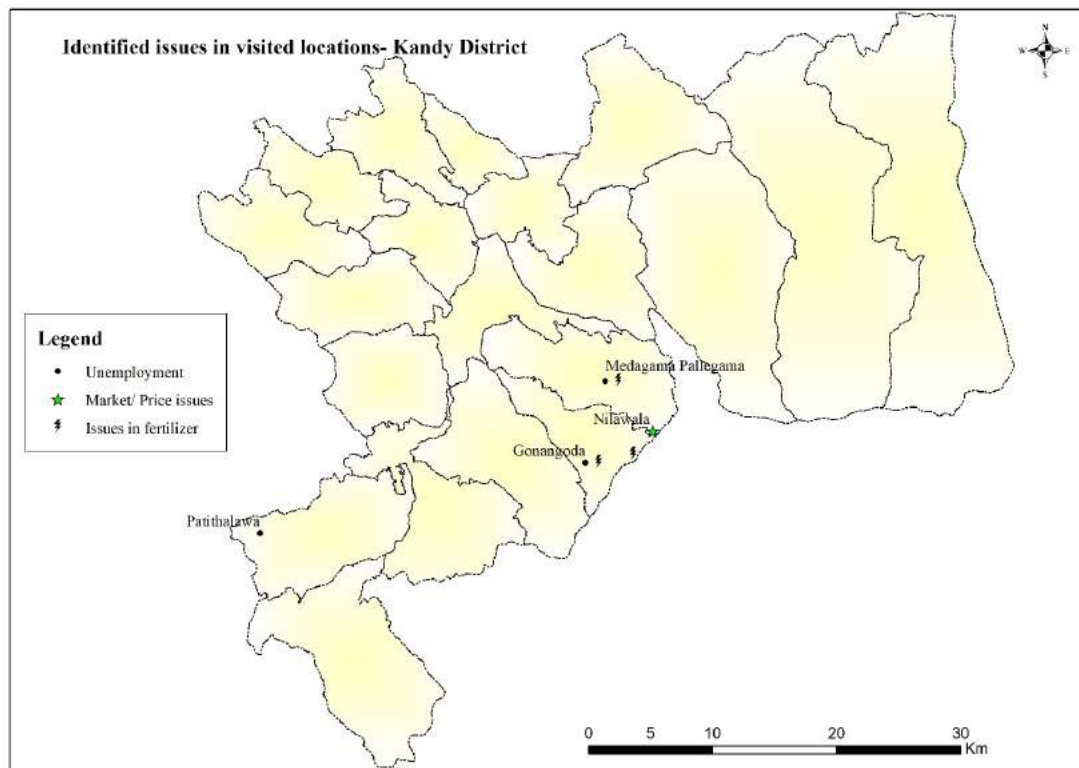 Identified issues in visited locations- Kandy District
N
W E
S
Legend
Unemployment
Market/ Price issues
Issues in fertilizer
Medagama Pallegama
Nilawala
Gonangoda
Patithalawa
0 5 10 20 30
Km